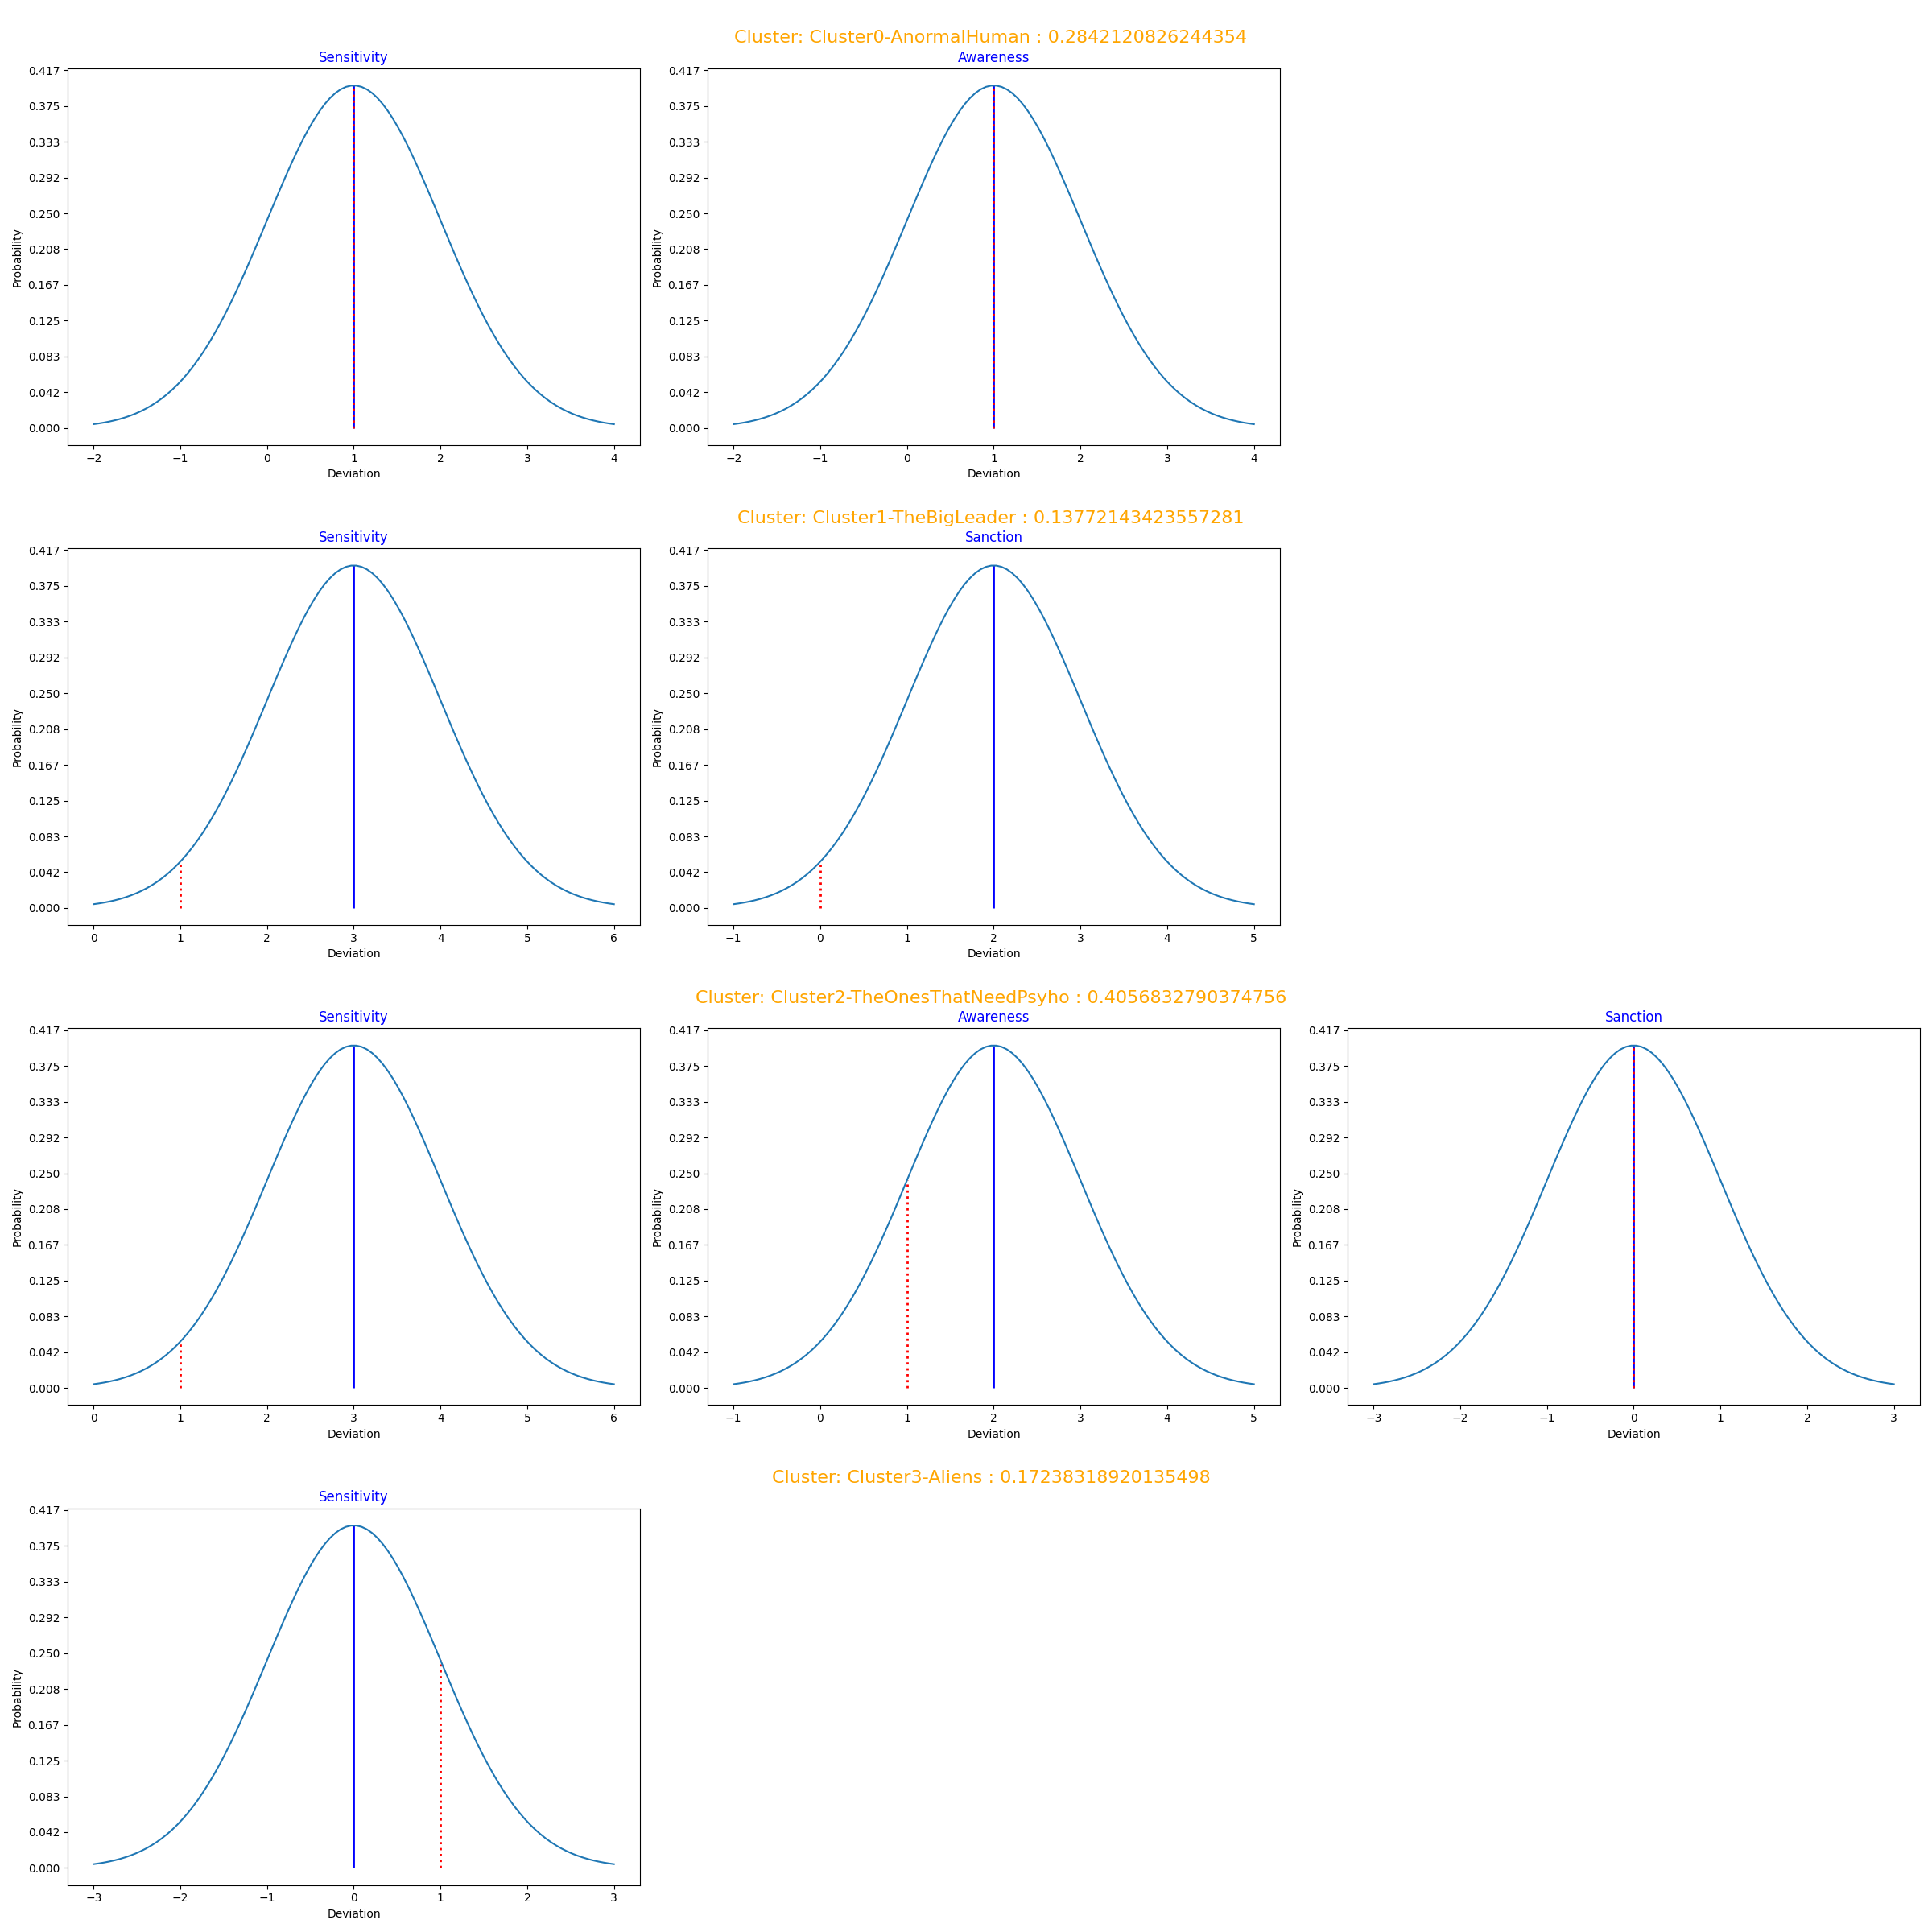 Cluster: Cluster0-AnormalHuman : 0.2842120826244354
Sensitivity
0.417
0.375
0.333
0.292
0.250
0.208
0.167
0.125
0.083
0.042
0.000
Probability
−2 −1 0 1 2 3 4
Deviation
Awareness
0.417
0.375
0.333
0.292
0.250
0.208
0.167
0.125
0.083
0.042
0.000
Probability
−2 −1 0 1 2 3 4
Deviation
Cluster: Cluster1-TheBigLeader : 0.13772143423557281
Sensitivity
0.417
0.375
0.333
0.292
0.250
0.208
0.167
0.125
0.083
0.042
0.000
Probability
0 1 2 3 4 5 6
Deviation
Sanction
0.417
0.375
0.333
0.292
0.250
0.208
0.167
0.125
0.083
0.042
0.000
Probability
−1 0 1 2 3 4 5
Deviation
Cluster: Cluster2-TheOnesThatNeedPsyho : 0.4056832790374756
Sensitivity
0.417
0.375
0.333
0.292
0.250
0.208
0.167
0.125
0.083
0.042
0.000
Probability
0 1 2 3 4 5 6
Deviation
Awareness
0.417
0.375
0.333
0.292
0.250
0.208
0.167
0.125
0.083
0.042
0.000
Probability
−1 0 1 2 3 4 5
Deviation
Sanction
0.417
0.375
0.333
0.292
0.250
0.208
0.167
0.125
0.083
0.042
0.000
Probability
−3 −2 −1 0 1 2 3
Deviation
Cluster: Cluster3-Aliens : 0.17238318920135498
Sensitivity
0.417
0.375
0.333
0.292
0.250
0.208
0.167
0.125
0.083
0.042
0.000
Probability
−3 −2 −1 0 1 2 3
Deviation